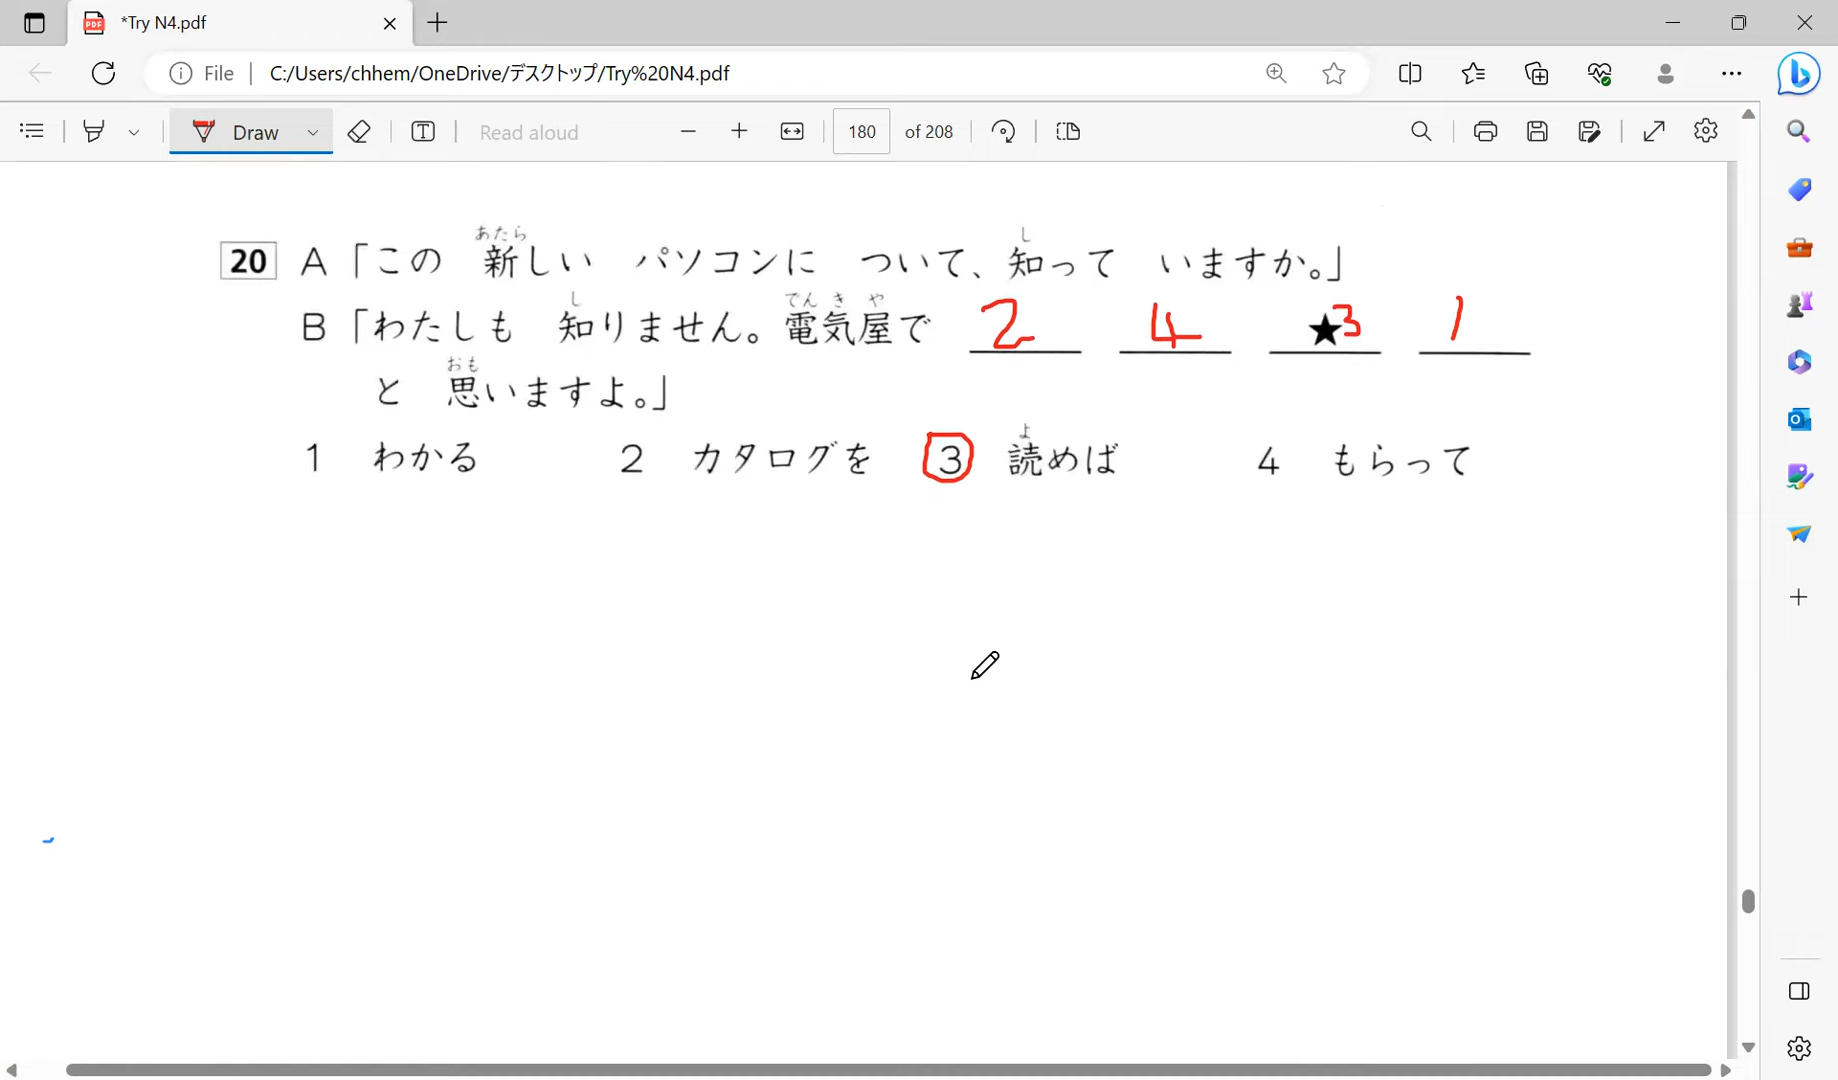 *Try N4.pdf
File C:/Users/chhem/OneDrive/デスクトップ/Try%20N4.pdf
Draw Read aloud 180 of 208
あたら し
20 A「この 新しい パソコンに ついて、知って いますか。」
し でん き や
B「わたしも 知りません。電気屋で 2 4 ★3 1
おも
と 思いますよ。」
よ
1 わかる 2 カタログを 3 読めば 4 もらって